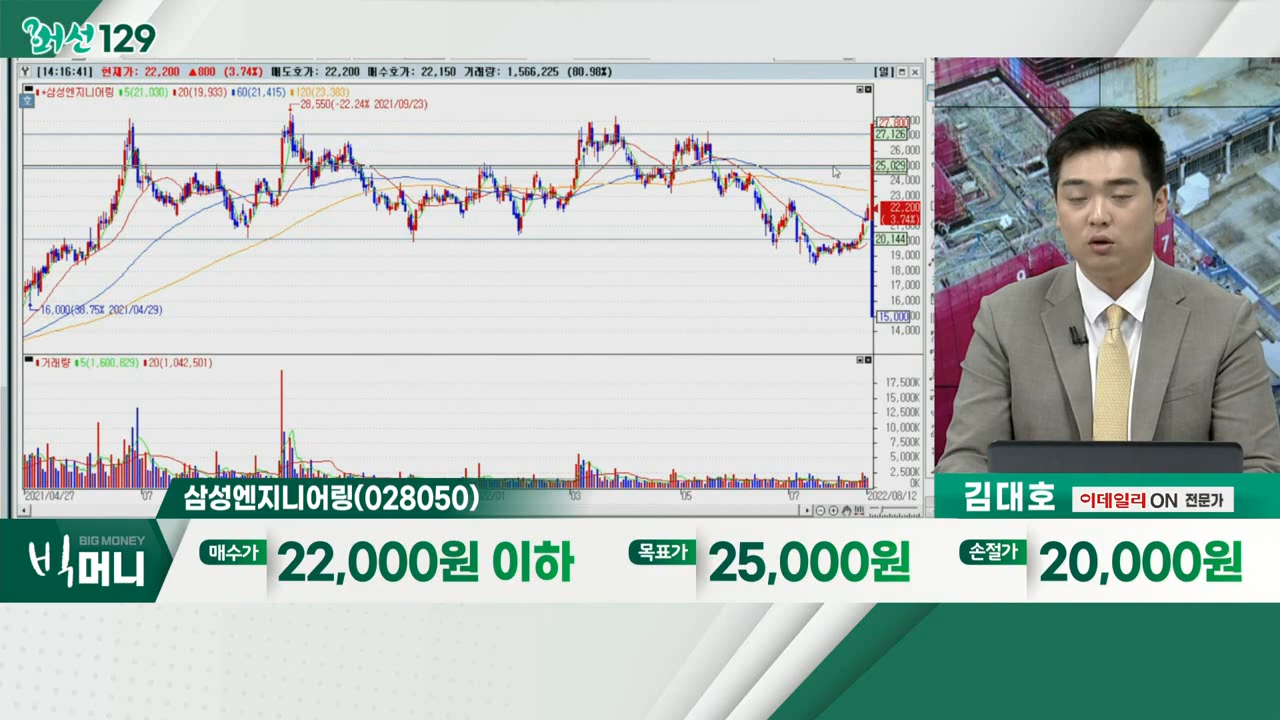 최선129
[14:16:41] 현재가: 22,200 ▲800 (3.74%) 매도호가: 22,200 매수호가: 22,150 거래량: 1,566,225 (80.98%)
[일]
+삼성엔지니어링 5(21,030) 20(19,933) 60(21,415) 120(23,383)
28,550(-22.24% 2021/09/23)
27,800
27,126
26,000
25,029
24,000
22,200
( 3.74%)
20,144
19,000
18,000
17,000
16,000
15,000
14,000
16,000(38.75% 2021/04/29)
거래량 5(1,600,829) 20(1,042,501)
17,500K
15,000K
12,500K
10,000K
7,500K
5,000K
2,500K
0K
2021/04/27 '07 '03 '05 '07 2022/08/12
7
9
삼성엔지니어링(028050)
김대호 이데일리 ON 전문가
BIG MONEY
빅머니
매수가 22,000원 이하 목표가 25,000원 손절가 20,000원